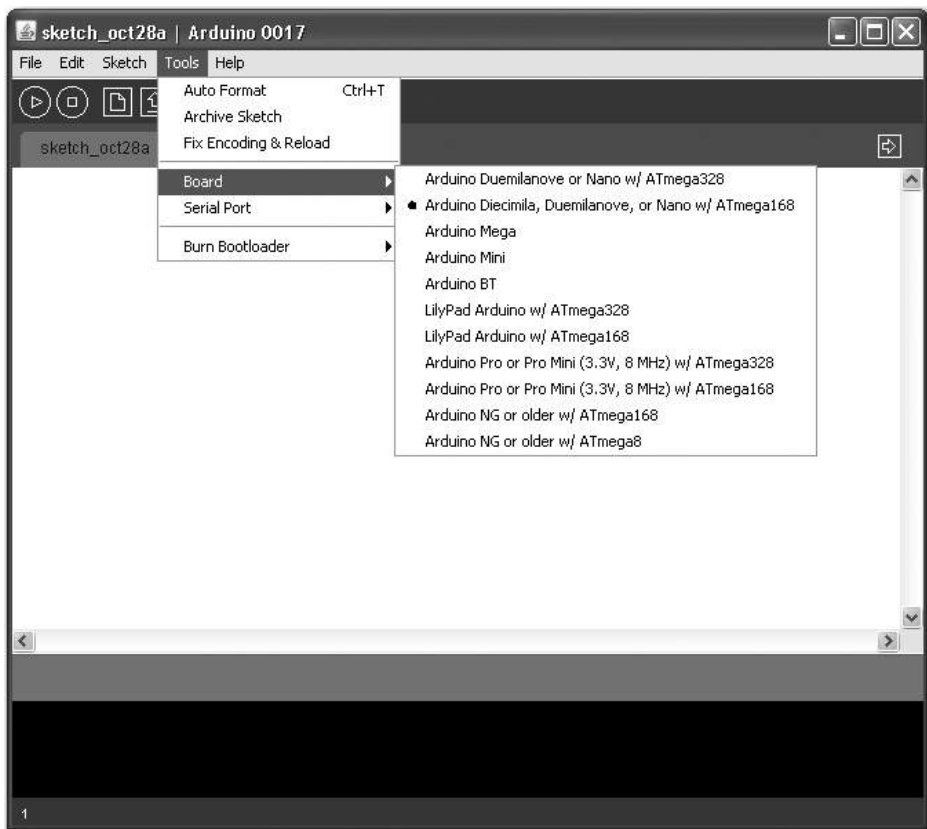 sketch_oct28a | Arduino 0017
File Edit Sketch Tools Help
Auto Format Ctrl+T
Archive Sketch
Fix Encoding & Reload
sketch_oct28a
Board
Serial Port
Burn Bootloader
Arduino Duemilanove or Nano w/ ATmega328
Arduino Diecimila, Duemilanove, or Nano w/ ATmega168
Arduino Mega
Arduino Mini
Arduino BT
LilyPad Arduino w/ ATmega328
LilyPad Arduino w/ ATmega168
Arduino Pro or Pro Mini (3.3V, 8 MHz) w/ ATmega328
Arduino Pro or Pro Mini (3.3V, 8 MHz) w/ ATmega168
Arduino NG or older w/ ATmega168
Arduino NG or older w/ ATmega8
1